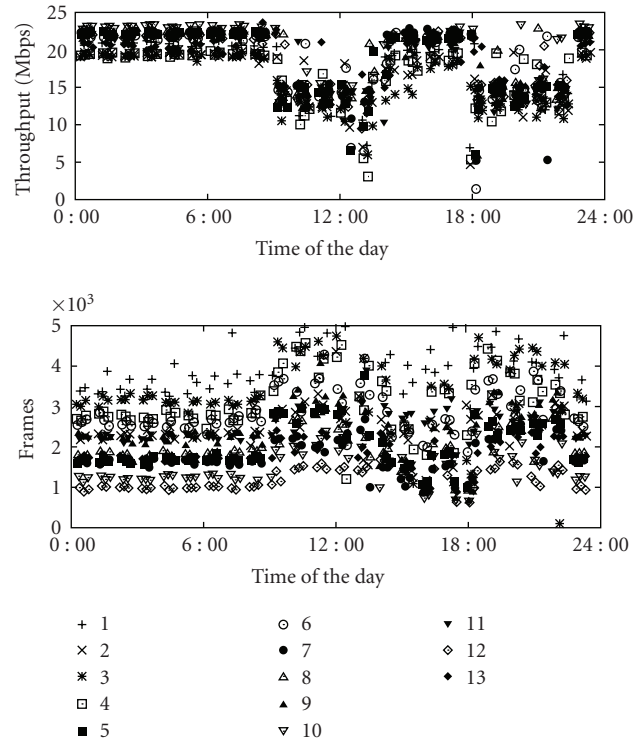 25
20
15
10
5
0
Throughput (Mbps)
0 : 00 6 : 00 12 : 00 18 : 00 24 : 00
Time of the day
×10³
5
4
3
2
1
0
Frames
0 : 00 6 : 00 12 : 00 18 : 00 24 : 00
Time of the day
1 6 11
2 7 12
3 8 13
4 9
5 10